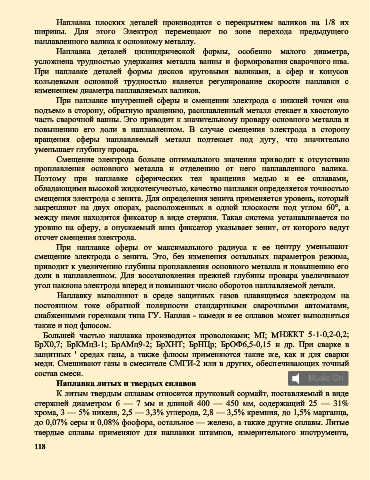 Наплавка плоских деталей производится с перекрытием валиков на 1/8 их
ширины. Для этого Электрод перемещают по зоне перехода предыдущего
наплавленного валика к основному металлу.
Наплавка деталей цилиндрической формы, особенно малого диаметра,
усложнена трудностью удержания металла ванны и формирования сварочного шва.
При наплавке деталей формы дисков круговыми валиками, а сфер и конусов
кольцевыми основной трудностью является регулирование скорости наплавки с
изменением диаметра наплавляемых валиков.
При наплавке внутренней сферы и смещении электрода с нижней точки «на
подъем» в сторону, обратную вращению, расплавленный металл стекает в хвостовую
часть сварочной ванны. Это приводит к значительному провару основного металла и
повышению его доли в наплавленном. В случае смещения электрода в сторону
вращения сферы наплавляемый металл подтекает под дугу, что значительно
уменьшает глубину провара.
Смещение электрода больше оптимального значения приводит к отсутствию
проплавления основного металла и отделению от него наплавленного валика.
Поэтому при наплавке сферических тел вращения медью и ее сплавами,
обладающими высокой жидкотекучестью, качество наплавки определяется точностью
смещения электрода с зенита. Для определения зенита применяется уровень, который
закрепляют на двух опорах, расположенных в одной плоскости под углом 60°, а
между ними находится фиксатор в виде стержня. Такая система устанавливается по
уровню на сферу, а опускаемый вниз фиксатор указывает зенит, от которого ведут
отсчет смещения электрода.
При наплавке сферы от максимального радиуса к ее центру уменьшают
смещение электрода с зенита. Это, без изменения остальных параметров режима,
приводит к увеличению глубины проплавления основного металла и повышению его
доли в наплавленном. Для восстановления прежней глубины провара увеличивают
угол наклона электрода вперед и повышают число оборотов наплавляемой детали.
Наплавку выполняют в среде защитных газов плавящимся электродом на
постоянном токе обратной полярности стандартными сварочными автоматами,
снабженными горелками типа ГУ. Наплав - камеди и ее сплавов может выполняться
также и под флюсом.
Большей частью наплавка производится проволоками; МI; МНЖКТ 5-1-0,2-0,2;
БрХ0,7; БрКМц3-1; БрАМц9-2; БрХНТ; БрНЦр; БрОФ6,5-0,15 и др. При сварке в
защитных ' средах газы, а также флюсы применяются такие же, как и для сварки
меди. Смешивают газы в смесителе СМГИ-2 или в других, обеспечивающих точный
состав смеси.
Наплавка литых и твердых сплавов
К литым твердым сплавам относится прутковый сормайт, поставляемый в виде
стержней диаметром 6 — 7 мм и длиной 400 — 450 мм, содержащий 25 — 31%
хрома, 3 — 5% никеля, 2,5 — 3,3% углерода, 2,8 — 3,5% кремния, до 1,5% марганца,
до 0,07% серы и 0,08% фосфора, остальное — железо, а также другие сплавы. Литые
твердые сплавы применяют для наплавки штампов, измерительного инструмента,
118